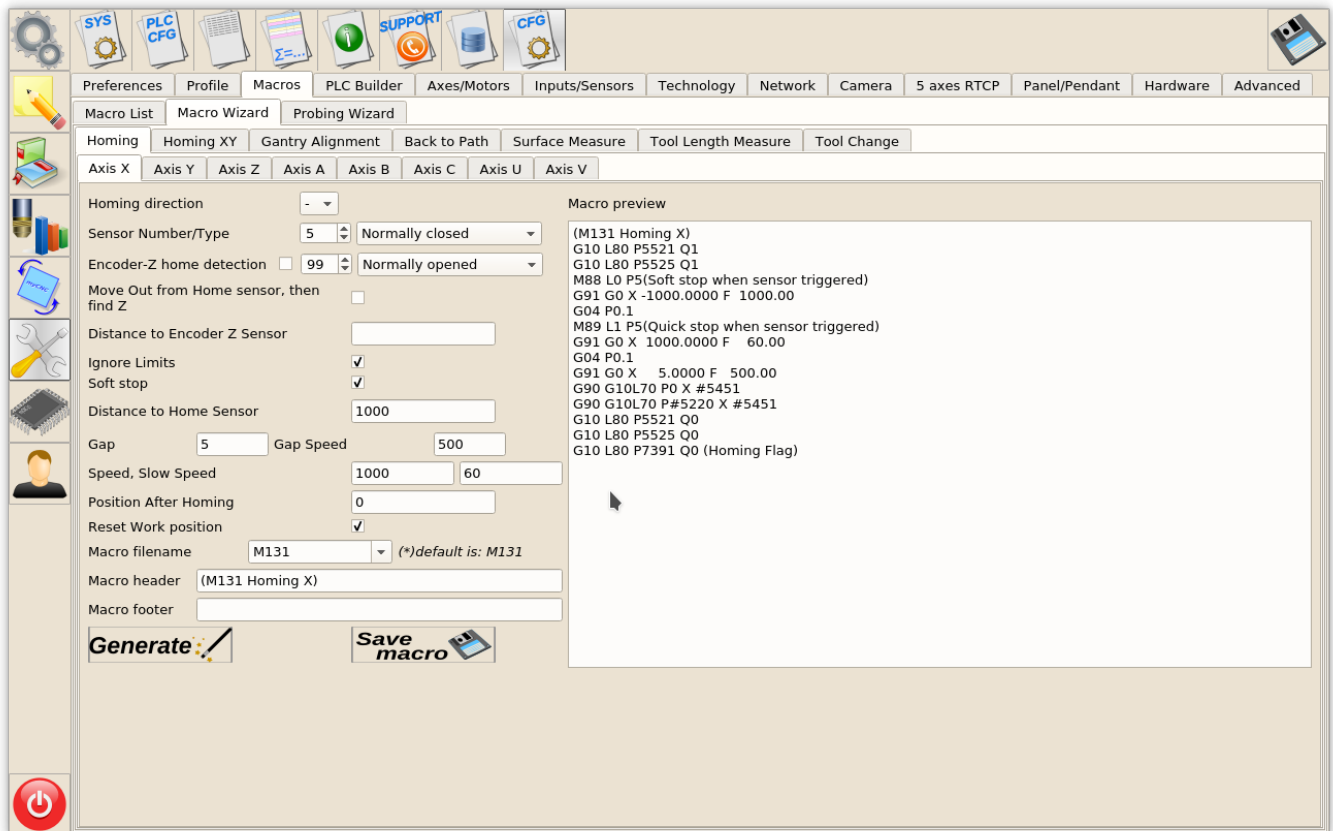 SYS
PLC
CFG
Σ=...
i
SUPPORT
CFG
Preferences Profile Macros PLC Builder Axes/Motors Inputs/Sensors Technology Network Camera 5 axes RTCP Panel/Pendant Hardware Advanced
Macro List Macro Wizard Probing Wizard
Homing Homing XY Gantry Alignment Back to Path Surface Measure Tool Length Measure Tool Change
Axis X Axis Y Axis Z Axis A Axis B Axis C Axis U Axis V
myCNC
Homing direction -
Sensor Number/Type 5 Normally closed
Encoder-Z home detection 99 Normally opened
Move Out from Home sensor, then
find Z
Distance to Encoder Z Sensor
Ignore Limits
Soft stop
Distance to Home Sensor 1000
Gap 5 Gap Speed 500
Speed, Slow Speed 1000 60
Position After Homing 0
Reset Work position
Macro filename M131 (*)default is: M131
Macro header (M131 Homing X)
Macro footer
Generate
Save
macro
Macro preview
(M131 Homing X)
G10 L80 P5521 Q1
G10 L80 P5525 Q1
M88 L0 P5(Soft stop when sensor triggered)
G91 G0 X -1000.0000 F 1000.00
G04 P0.1
M89 L1 P5(Quick stop when sensor triggered)
G91 G0 X 1000.0000 F 60.00
G04 P0.1
G91 G0 X 5.0000 F 500.00
G90 G10L70 P0 X #5451
G90 G10L70 P#5220 X #5451
G10 L80 P5521 Q0
G10 L80 P5525 Q0
G10 L80 P7391 Q0 (Homing Flag)